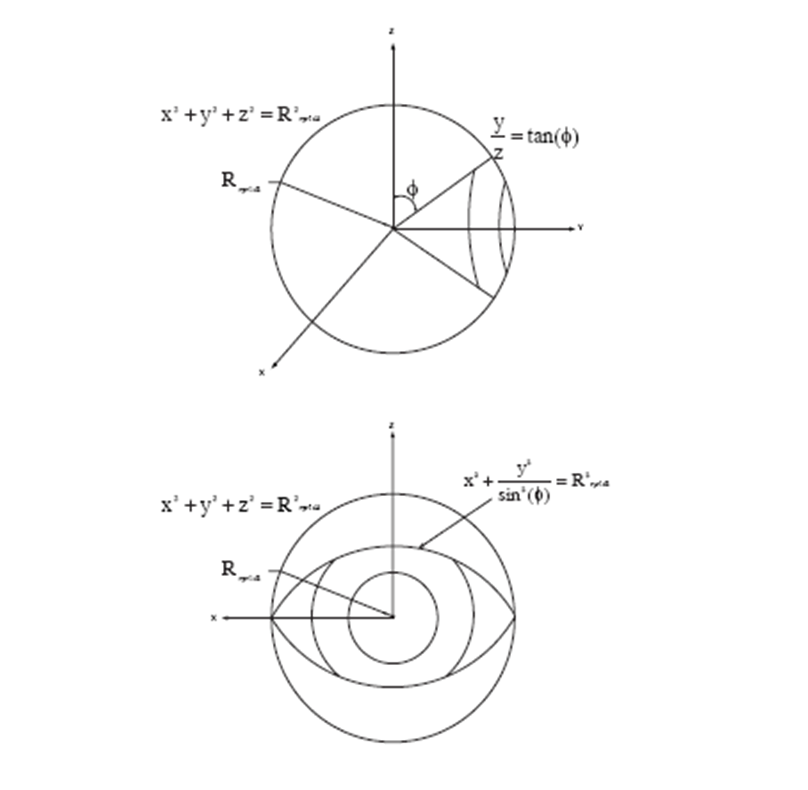 z
x² + y² + z² = R²
y/z = tan(ϕ)
R
ϕ
Y
x
z
x² + y²/sin²(ϕ) = R²
x² + y² + z² = R²
R
x